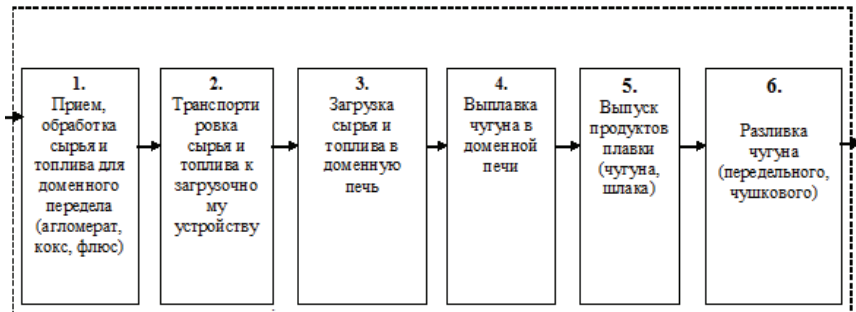 1.
Прием,
обработка
сырья и
топлива для
доменного
передела
(агломерат,
кокс, флюс)
2.
Транспорти
ровка
сырья и
топлива к
загрузочно
му
устройству
3.
Загрузка
сырья и
топлива в
доменную
печь
4.
Выплавка
чугуна в
доменной
печи
5.
Выпуск
продуктов
плавки
(чугуна,
шлака)
6.
Разливка
чугуна
(передельного,
чушкового)